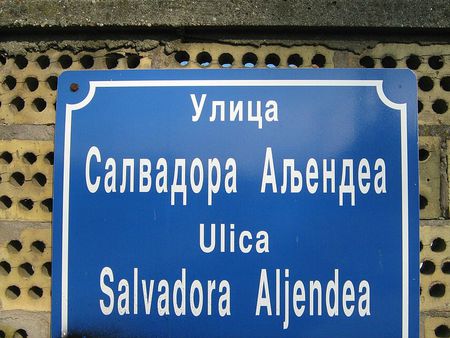 Улица
Салвадора Аљендеа
Ulica
Salvadora Aljendea